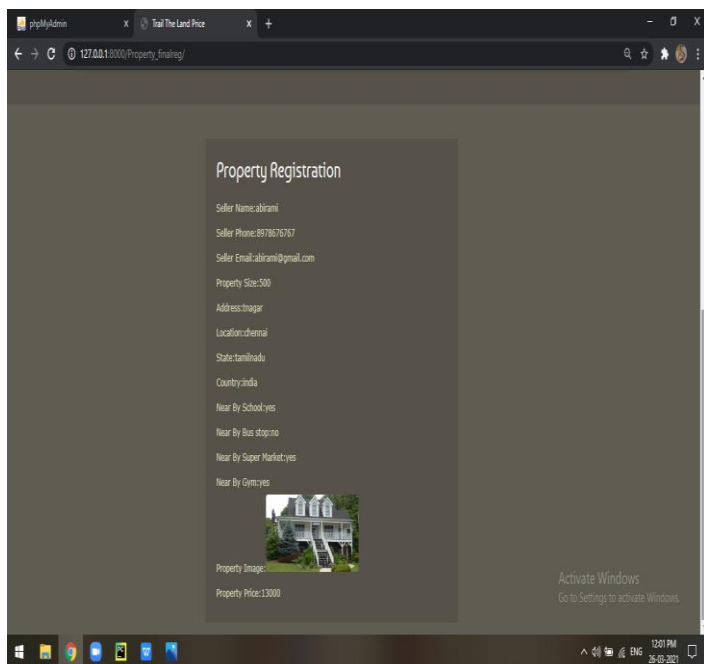 phpMyAdmin
Trail The Land Price
127.0.0.1:8000/Property_finalreg/
Property Registration
Seller Name:abirami
Seller Phone:8978676767
Seller Email:abirami@gmail.com
Property Size:500
Address:tnagar
Location:chennai
State:tamilnadu
Country:india
Near By School:yes
Near By Bus stop:no
Near By Super Market:yes
Near By Gym:yes
Property Image:
Property Price:13000
Activate Windows
Go to Settings to activate Windows.
ENG
12:01 PM
26-03-2021